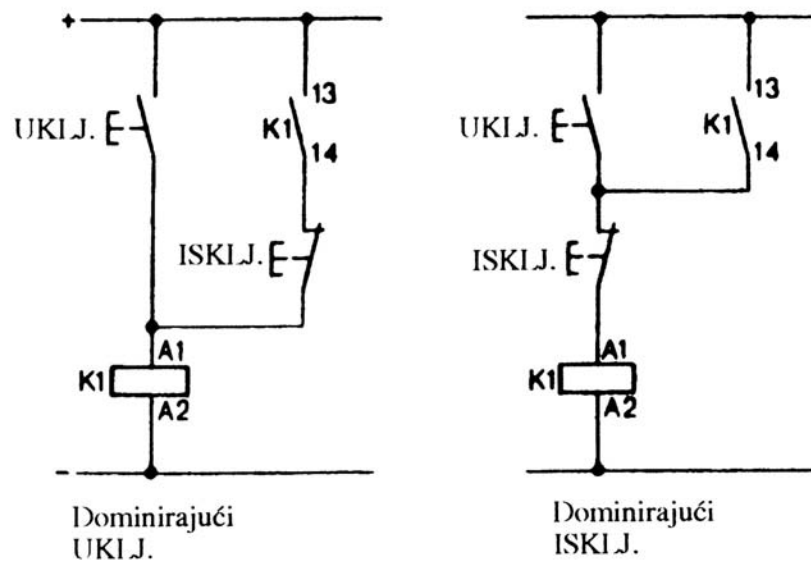 +
UKLJ.
K1
13
14
ISKLJ.
K1
A1
A2
-
Dominirajući
UKLJ.
UKLJ.
K1
13
14
ISKLJ.
K1
A1
A2
Dominirajući
ISKLJ.